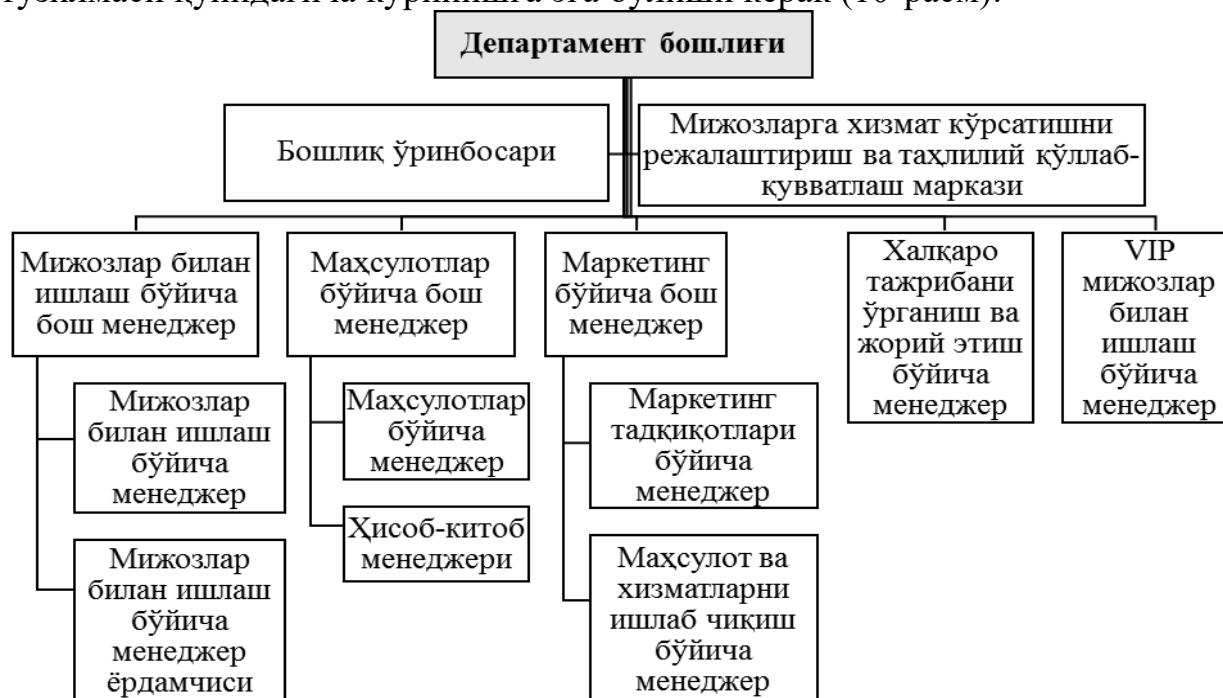 тузилмаси қуйидагича кўринишга эга бўлиши керак (10-расм).
Департамент бошлиғи
Бошлиқ ўринбосари
Мижозларга хизмат кўрсатишни
режалаштириш ва таҳлилий қўллаб-
қувватлаш маркази
Мижозлар билан
ишлаш бўйича
бош менеджер
Маҳсулотлар
бўйича бош
менеджер
Маркетинг
бўйича бош
менеджер
Халқаро
тажрибани
ўрганиш ва
жорий этиш
бўйича
менеджер
VIP
мижозлар
билан
ишлаш
бўйича
менеджер
Мижозлар
билан ишлаш
бўйича
менеджер
Мижозлар
билан ишлаш
бўйича
менеджер
ёрдамчиси
Маҳсулотлар
бўйича
менеджер
Ҳисоб-китоб
менеджери
Маркетинг
тадқиқотлари
бўйича
менеджер
Маҳсулот ва
хизматларни
ишлаб чиқиш
бўйича
менеджер